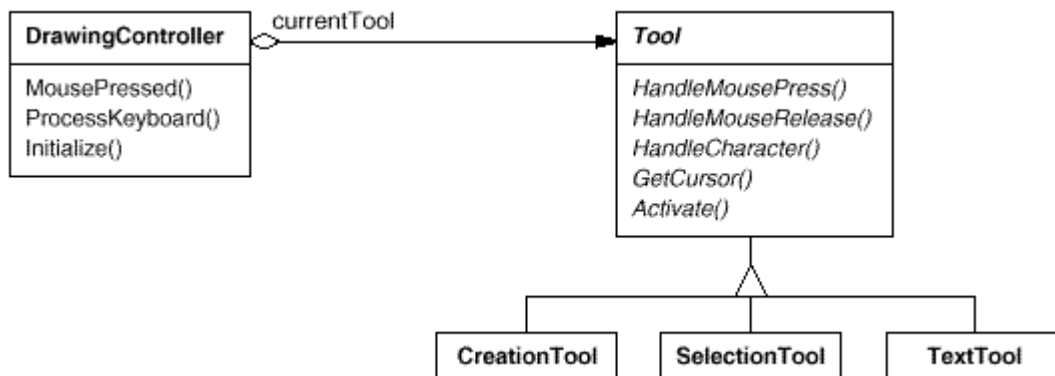 DrawingController
MousePressed()
ProcessKeyboard()
Initialize()
currentTool
Tool
HandleMousePress()
HandleMouseRelease()
HandleCharacter()
GetCursor()
Activate()
CreationTool
SelectionTool
TextTool